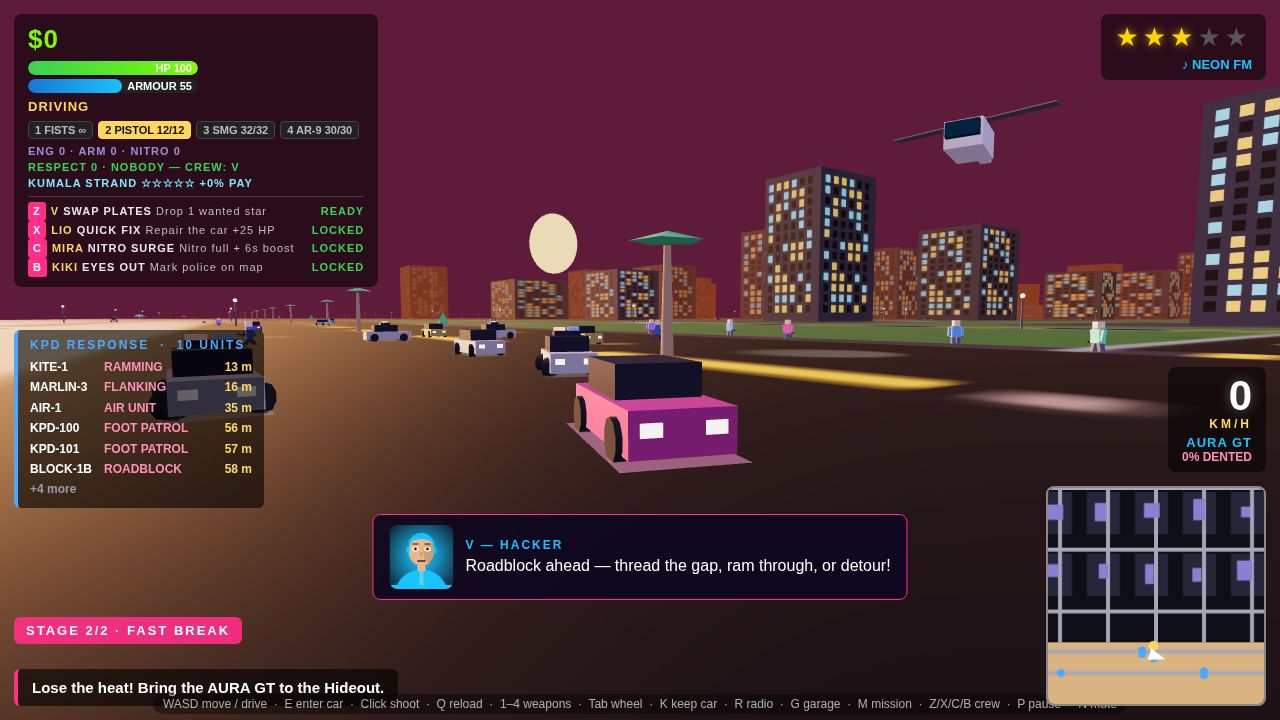 $0
HP 100
ARMOUR 55
DRIVING
1 FISTS ∞ 2 PISTOL 12/12 3 SMG 32/32 4 AR-9 30/30
ENG 0 · ARM 0 · NITRO 0
RESPECT 0 · NOBODY — CREW: V
KUMALA STRAND ☆☆☆☆☆ +0% PAY
Z V SWAP PLATES Drop 1 wanted star READY
X LIO QUICK FIX Repair the car +25 HP LOCKED
C MIRA NITRO SURGE Nitro full + 6s boost LOCKED
B KIKI EYES OUT Mark police on map LOCKED
★★★★★
♪ NEON FM
KPD RESPONSE · 10 UNITS
KITE-1 RAMMING 13 m
MARLIN-3 FLANKING 16 m
AIR-1 AIR UNIT 35 m
KPD-100 FOOT PATROL 56 m
KPD-101 FOOT PATROL 57 m
BLOCK-1B ROADBLOCK 58 m
+4 more
0
KM/H
AURA GT
0% DENTED
V — HACKER
Roadblock ahead — thread the gap, ram through, or detour!
STAGE 2/2 · FAST BREAK
Lose the heat! Bring the AURA GT to the Hideout.
WASD move / drive · E enter car · Click shoot · Q reload · 1–4 weapons · Tab wheel · K keep car · R radio · G garage · M mission · Z/X/C/B crew · P pause · N mute